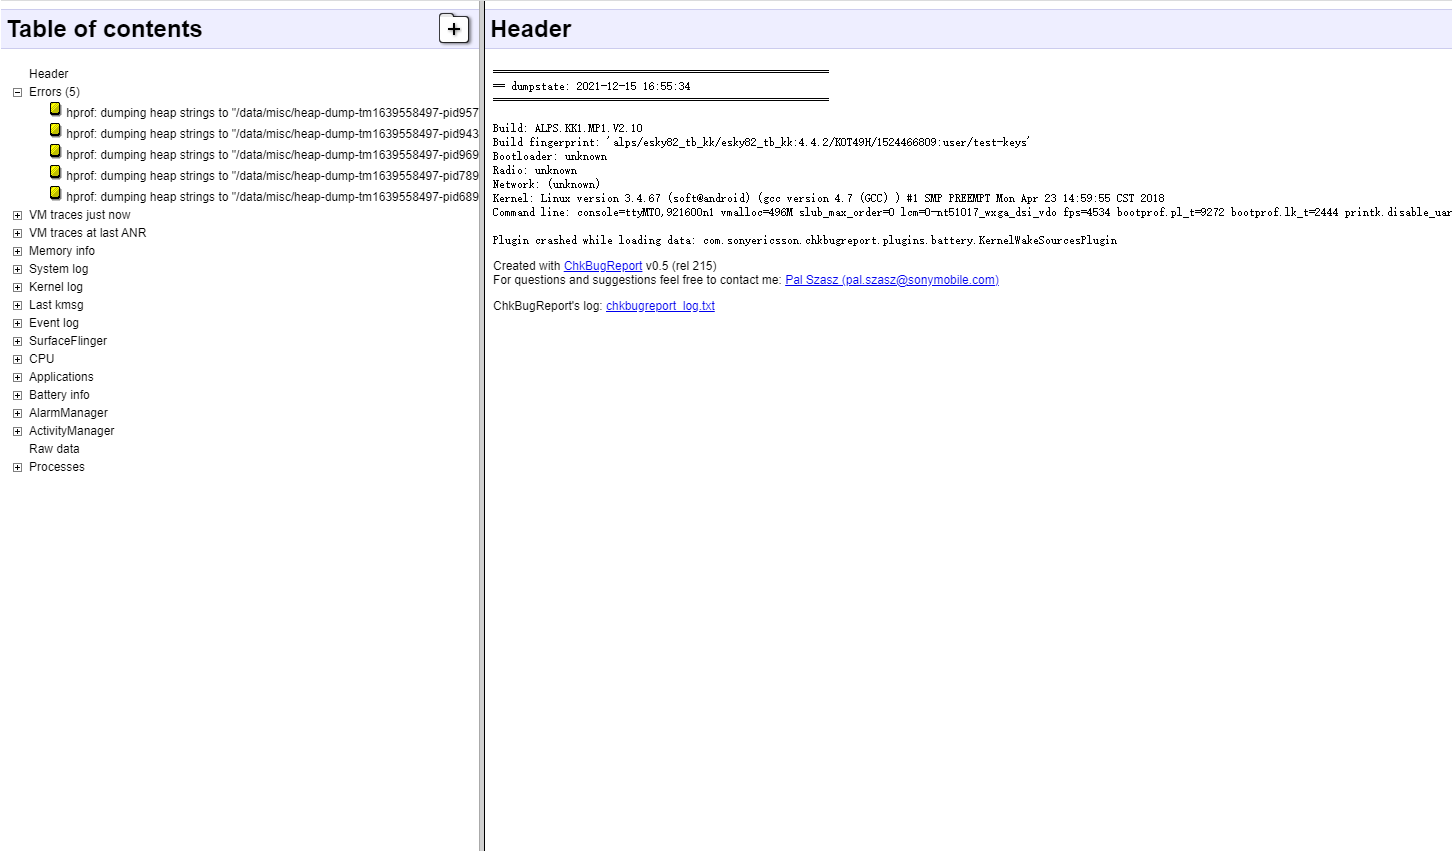 Table of contents
Header
Errors (5)
hprof: dumping heap strings to "/data/misc/heap-dump-tm1639558497-pid957
hprof: dumping heap strings to "/data/misc/heap-dump-tm1639558497-pid943
hprof: dumping heap strings to "/data/misc/heap-dump-tm1639558497-pid969
hprof: dumping heap strings to "/data/misc/heap-dump-tm1639558497-pid789
hprof: dumping heap strings to "/data/misc/heap-dump-tm1639558497-pid689
VM traces just now
VM traces at last ANR
Memory info
System log
Kernel log
Last kmsg
Event log
SurfaceFlinger
CPU
Applications
Battery info
AlarmManager
ActivityManager
Raw data
Processes
Header
========================================================
== dumpstate: 2021-12-15 16:55:34
========================================================
Build: ALPS.KK1.MP1.V2.10
Build fingerprint: 'alps/esky82_tb_kk/esky82_tb_kk:4.4.2/KOT49H/1524466809:user/test-keys'
Bootloader: unknown
Radio: unknown
Network: (unknown)
Kernel: Linux version 3.4.67 (soft@android) (gcc version 4.7 (GCC) ) #1 SMP PREEMPT Mon Apr 23 14:59:55 CST 2018
Command line: console=ttyMT0,921600n1 vmalloc=496M slub_max_order=0 lcm=0-nt51017_wxga_dsi_vdo fps=4534 bootprof.pl_t=9272 bootprof.lk_t=2444 printk.disable_uar
Plugin crashed while loading data: com.sonyericsson.chkbugreport.plugins.battery.KernelWakeSourcesPlugin
Created with ChkBugReport v0.5 (rel 215)
For questions and suggestions feel free to contact me: Pal Szasz (pal.szasz@sonymobile.com)
ChkBugReport's log: chkbugreport_log.txt